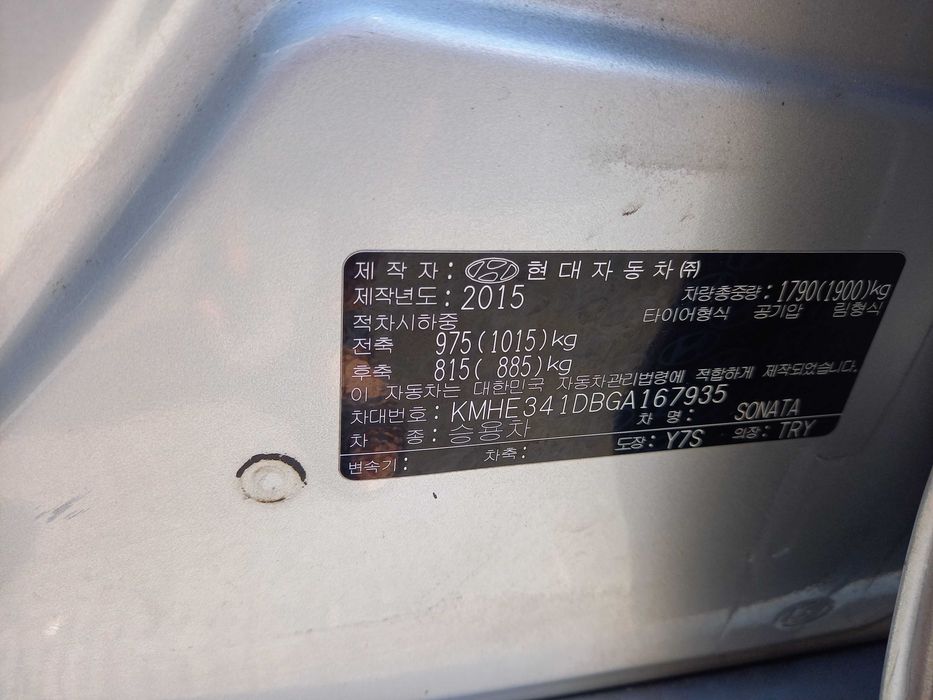 제 작 자 : 현대자동차㈜
제작년도 : 2015 차량총중량 : 1790(1900)kg
적차시하중 타이어형식 공기압 림형식
전축 975(1015)kg
후축 815( 885)kg
이 자동차는 대한민국 자동차관리법령에 적합하게 제작되었습니다.
차대번호 : KMHE341DBGA167935
차 종 : 승용차 차 명 : SONATA
변속기 : 차축 : 도장 : Y7S 의장 : TRY